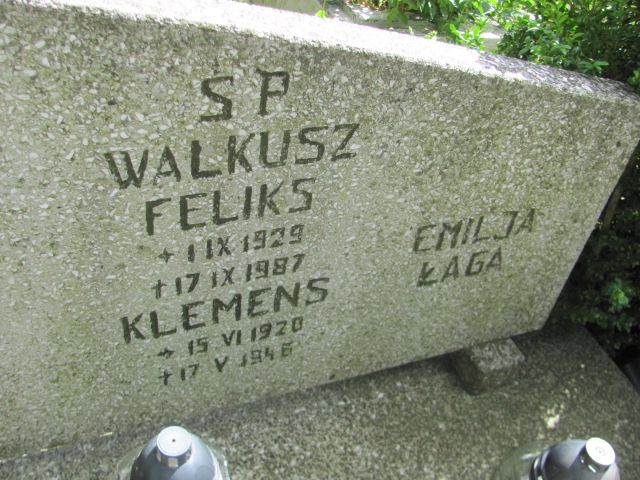 S P
WALKUSZ
FELIKS
+ 1 IX 1929
+ 17 IX 1987
KLEMENS
+ 15 VI 1920
+ 17 V 1946
EMILJA
ŁAGA